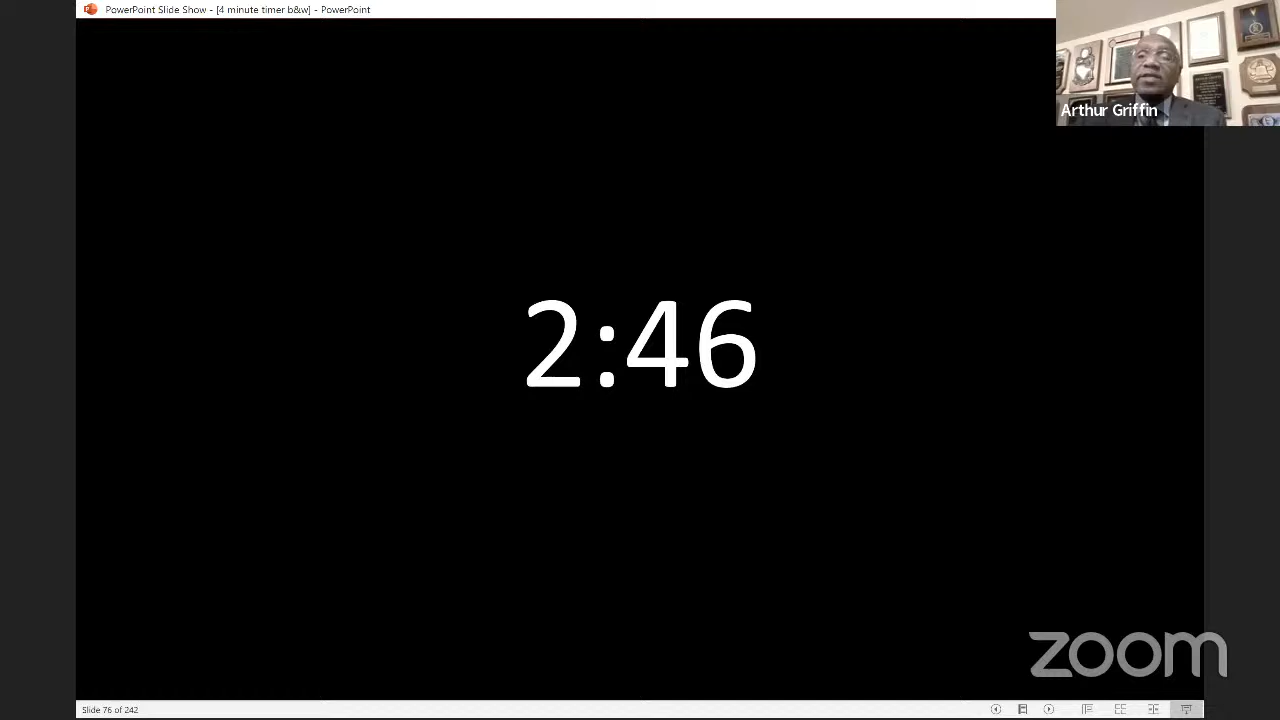 PowerPoint Slide Show - [4 minute timer b&w] - PowerPoint
Arthur Griffin
2:46
zoom
Slide 76 of 242